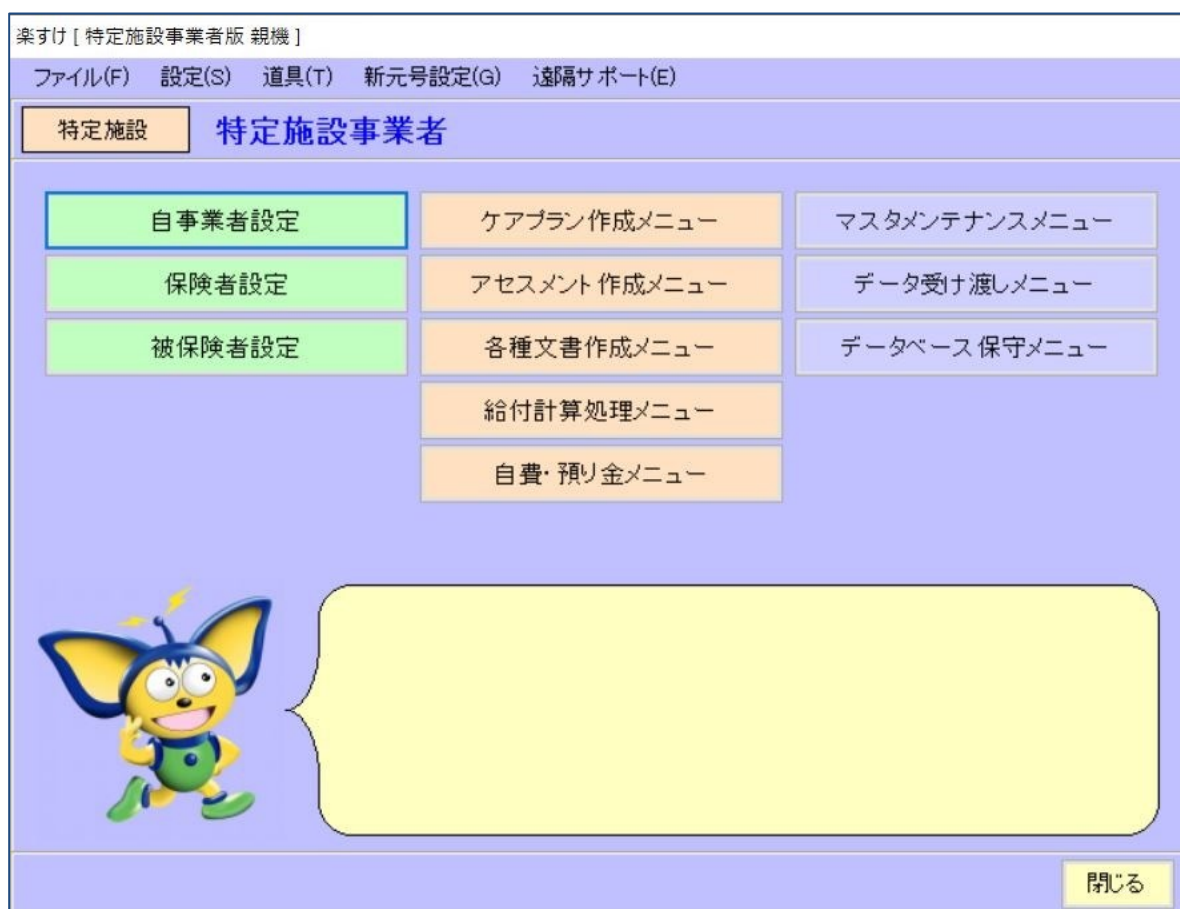 楽すけ [ 特定施設事業者版 親機 ]
ファイル(F) 設定(S) 道具(T) 新元号設定(G) 遠隔サポート(E)
特定施設 特定施設事業者
自事業者設定 ケアプラン作成メニュー マスタメンテナンスメニュー
保険者設定 アセスメント作成メニュー データ受け渡しメニュー
被保険者設定 各種文書作成メニュー データベース保守メニュー
給付計算処理メニュー
自費・預り金メニュー
閉じる